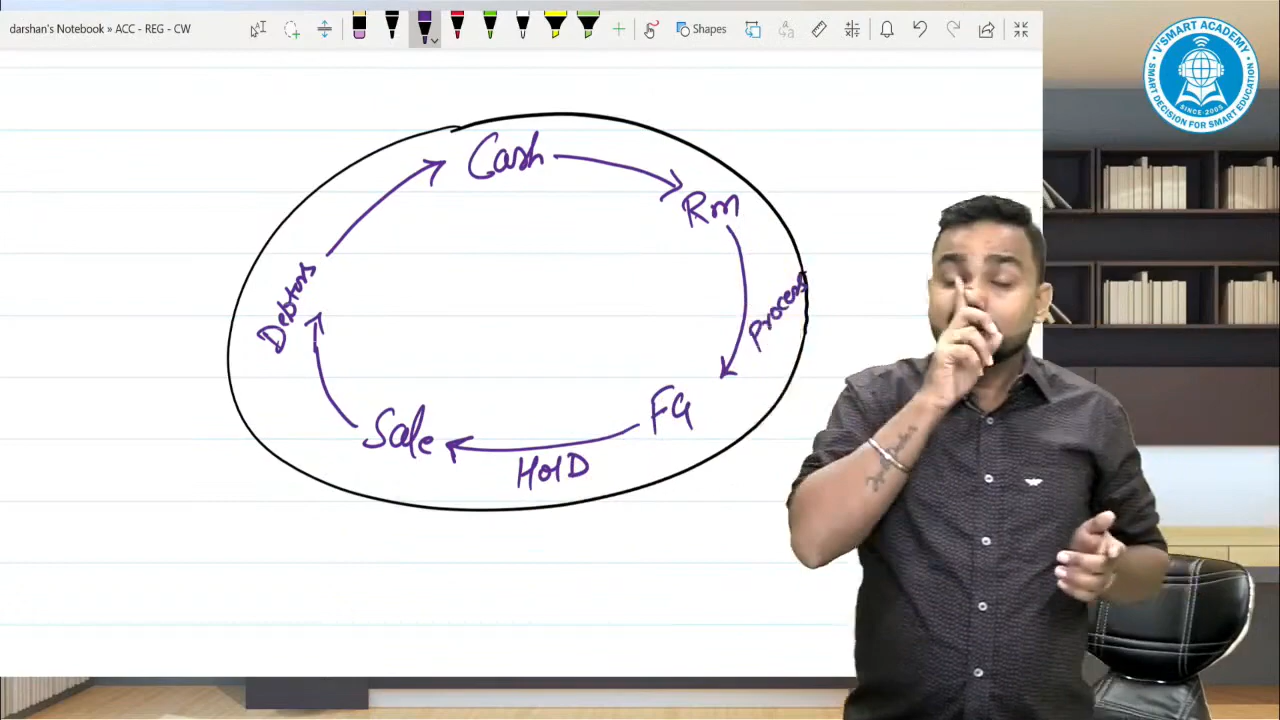 darshan's Notebook » ACC - REG - CW
Shapes
V'SMART ACADEMY
SMART DECISION FOR SMART EDUCATION
SINCE-2005
Cash
Rm
Process
FG
HolD
Sale
Debtors